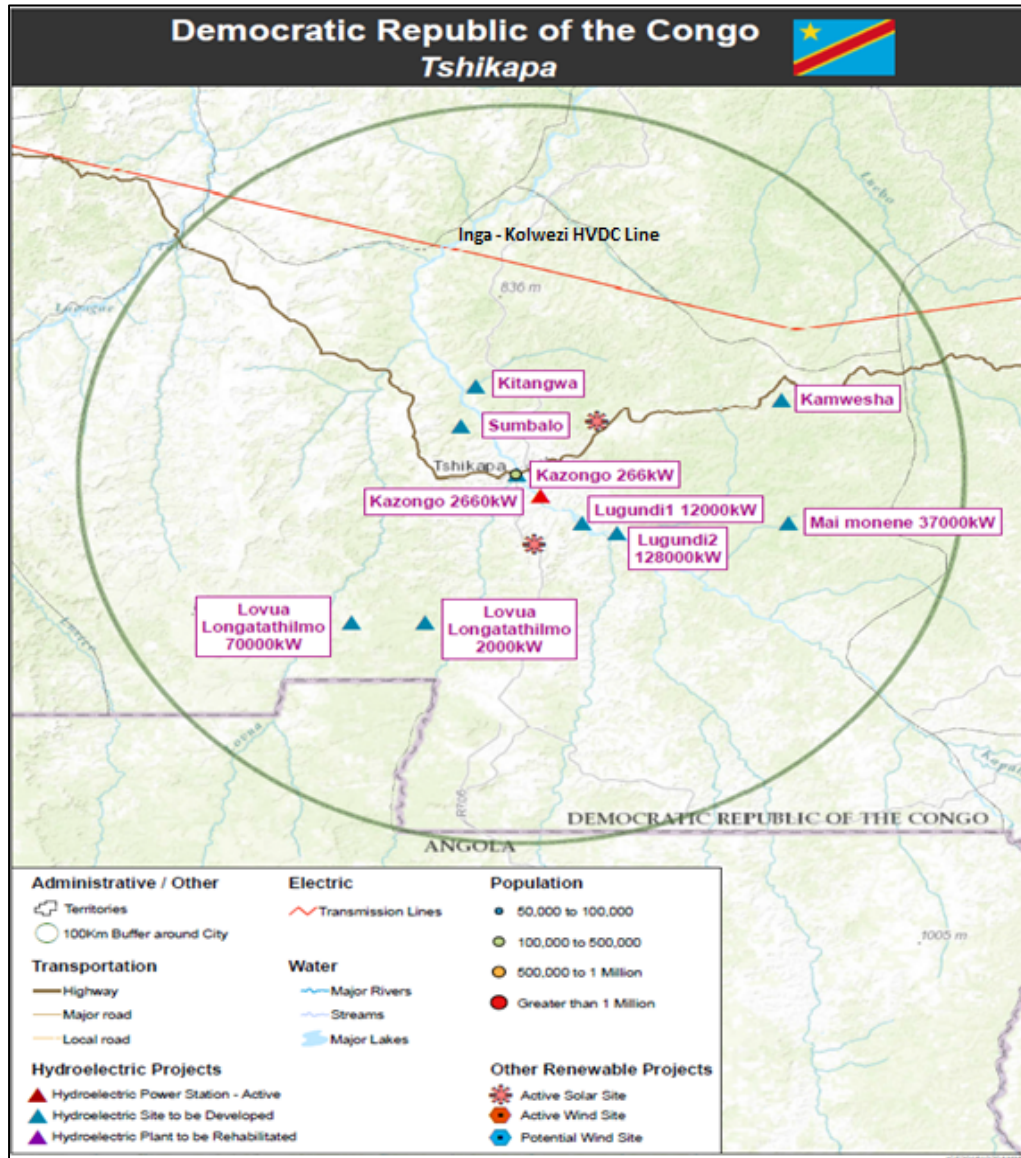 Democratic Republic of the Congo
Tshikapa
Inga - Kolwezi HVDC Line
836 m
Kitangwa
Kamwesha
Sumbalo
Tshikapa
Kazongo 266kW
Kazongo 2660kW
Lugundi1 12000kW
Mai monene 37000kW
Lugundi2
128000kW
Lovua
Longatathilmo
70000kW
Lovua
Longatathilmo
2000kW
DEMOCRATIC REPUBLIC OF THE CONGO
ANGOLA
1005 m
Administrative / Other
Territories
100Km Buffer around City
Transportation
Highway
Major road
Local road
Electric
Transmission Lines
Water
Major Rivers
Streams
Major Lakes
Population
50,000 to 100,000
100,000 to 500,000
500,000 to 1 Million
Greater than 1 Million
Hydroelectric Projects
Hydroelectric Power Station - Active
Hydroelectric Site to be Developed
Hydroelectric Plant to be Rehabilitated
Other Renewable Projects
Active Solar Site
Active Wind Site
Potential Wind Site